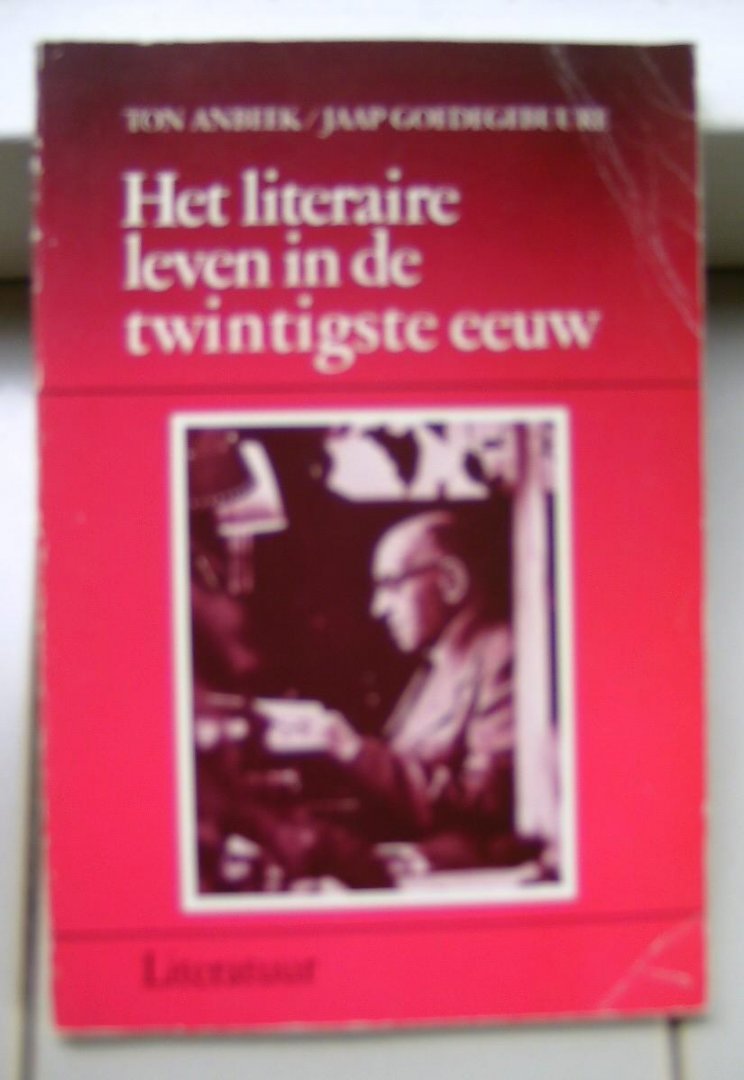 TON ANBEEK / JAAP GOEDEGEBUURE
Het literaire
leven in de
twintigste eeuw
Literatuur